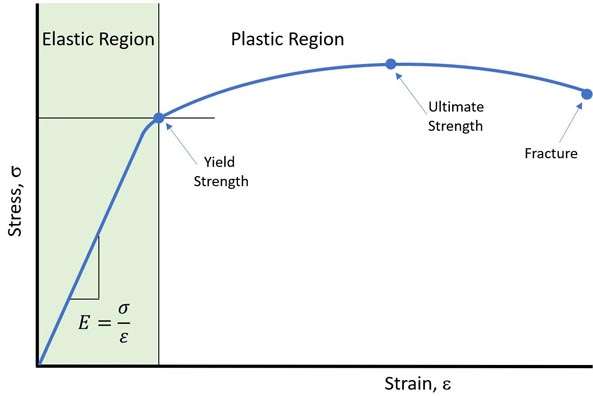 Elastic Region
Plastic Region
Ultimate
Strength
Fracture
Yield
Strength
Stress, σ
E = σ/ε
Strain, ε